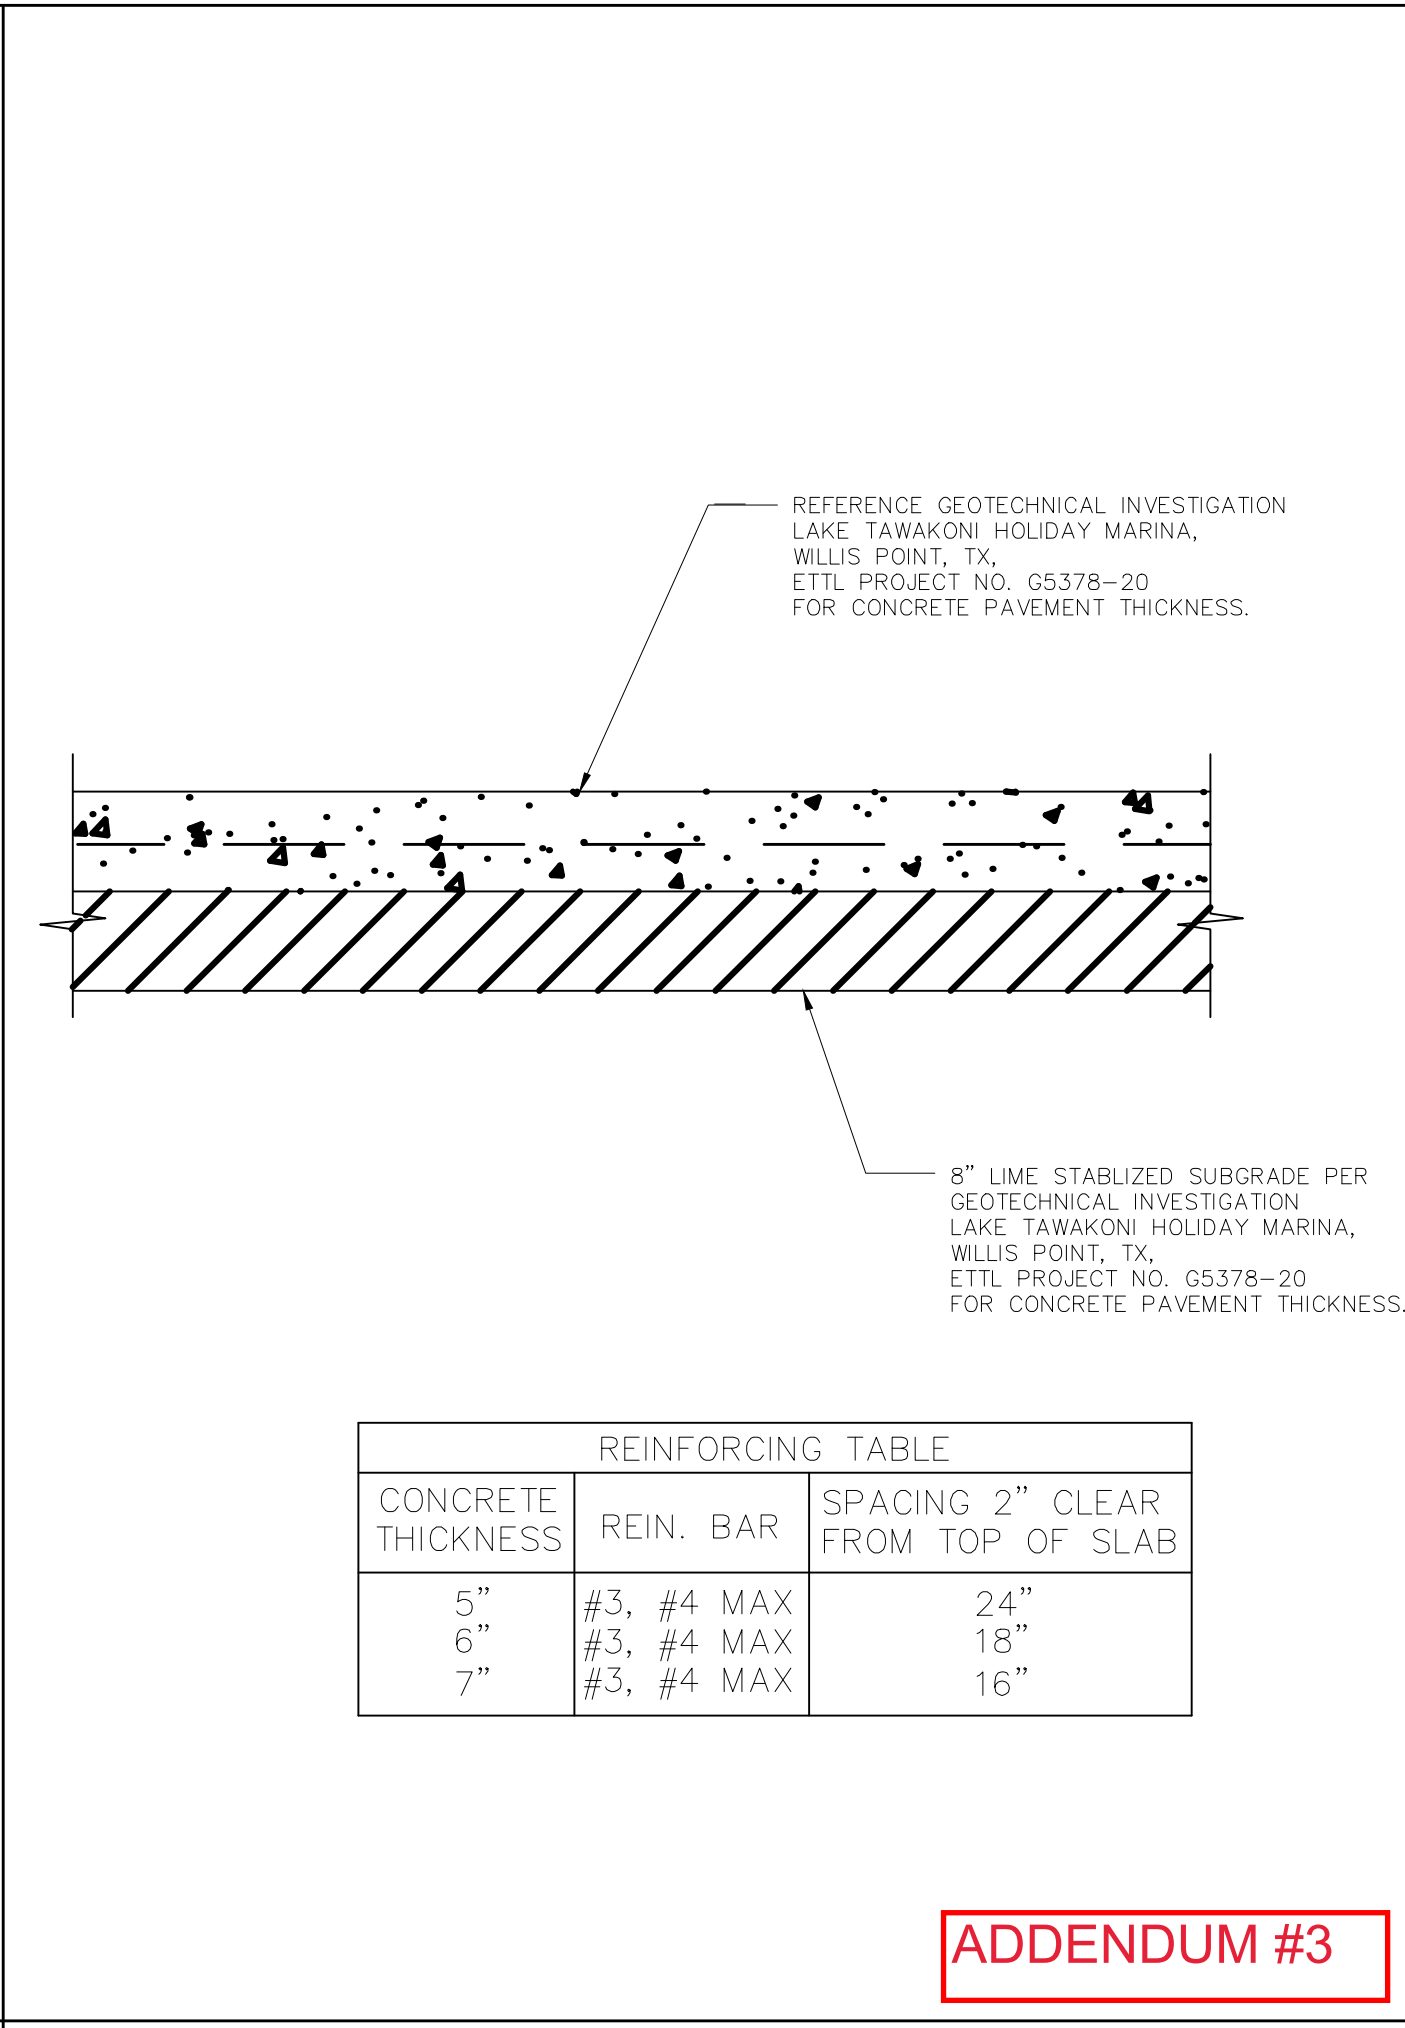 REFERENCE GEOTECHNICAL INVESTIGATION
LAKE TAWAKONI HOLIDAY MARINA,
WILLIS POINT, TX,
ETTL PROJECT NO. G5378-20
FOR CONCRETE PAVEMENT THICKNESS.
8" LIME STABLIZED SUBGRADE PER
GEOTECHNICAL INVESTIGATION
LAKE TAWAKONI HOLIDAY MARINA,
WILLIS POINT, TX,
ETTL PROJECT NO. G5378-20
FOR CONCRETE PAVEMENT THICKNESS.
REINFORCING TABLE
CONCRETE THICKNESS REIN. BAR SPACING 2" CLEAR FROM TOP OF SLAB
5" #3, #4 MAX 24"
6" #3, #4 MAX 18"
7" #3, #4 MAX 16"
ADDENDUM #3